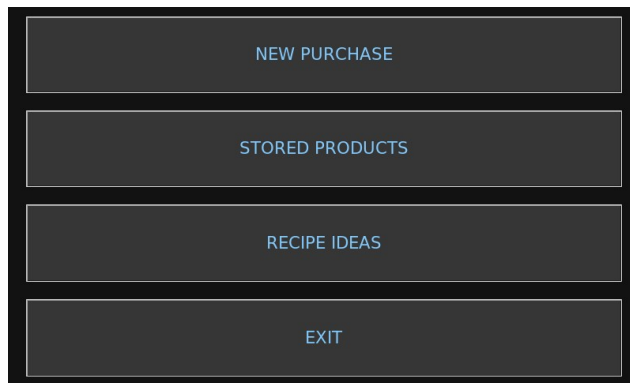 NEW PURCHASE
STORED PRODUCTS
RECIPE IDEAS
EXIT